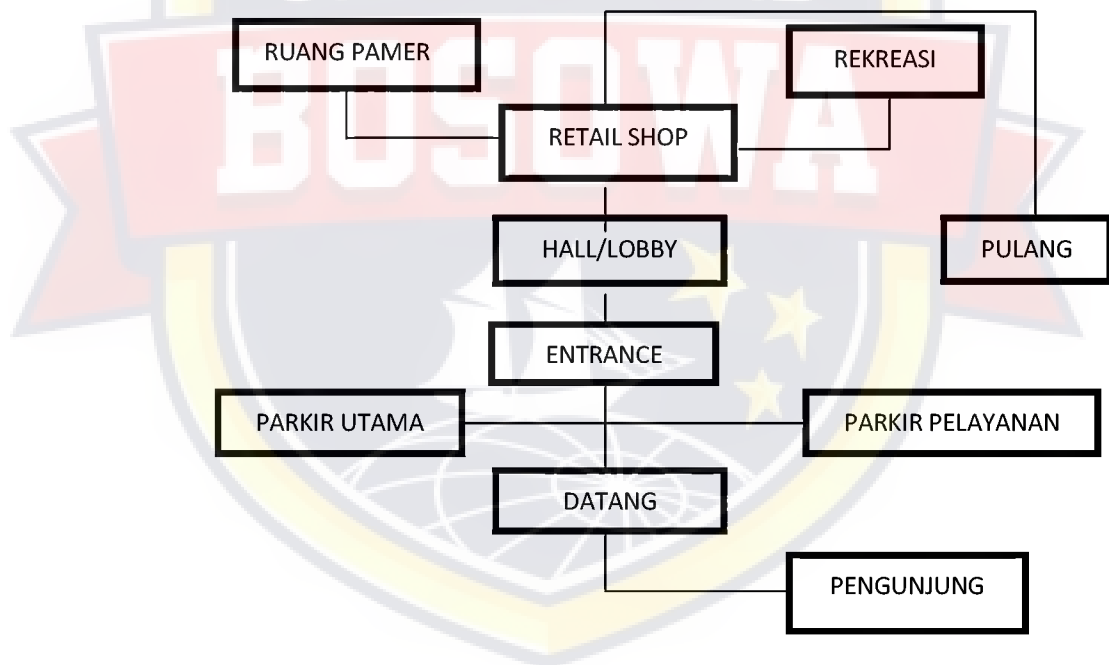 BOSOWA
RUANG PAMER
REKREASI
RETAIL SHOP
HALL/LOBBY
PULANG
ENTRANCE
PARKIR UTAMA
PARKIR PELAYANAN
DATANG
PENGUNJUNG